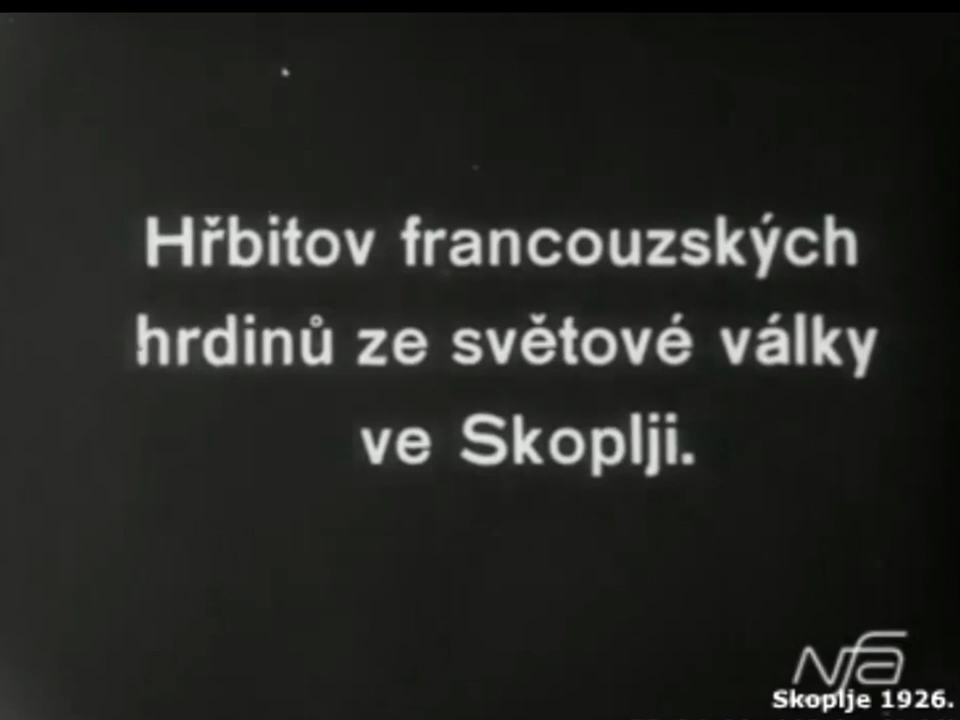 Hřbitov francouzských
hrdinů ze světové války
ve Skoplji.
nfa
Skoplje 1926.